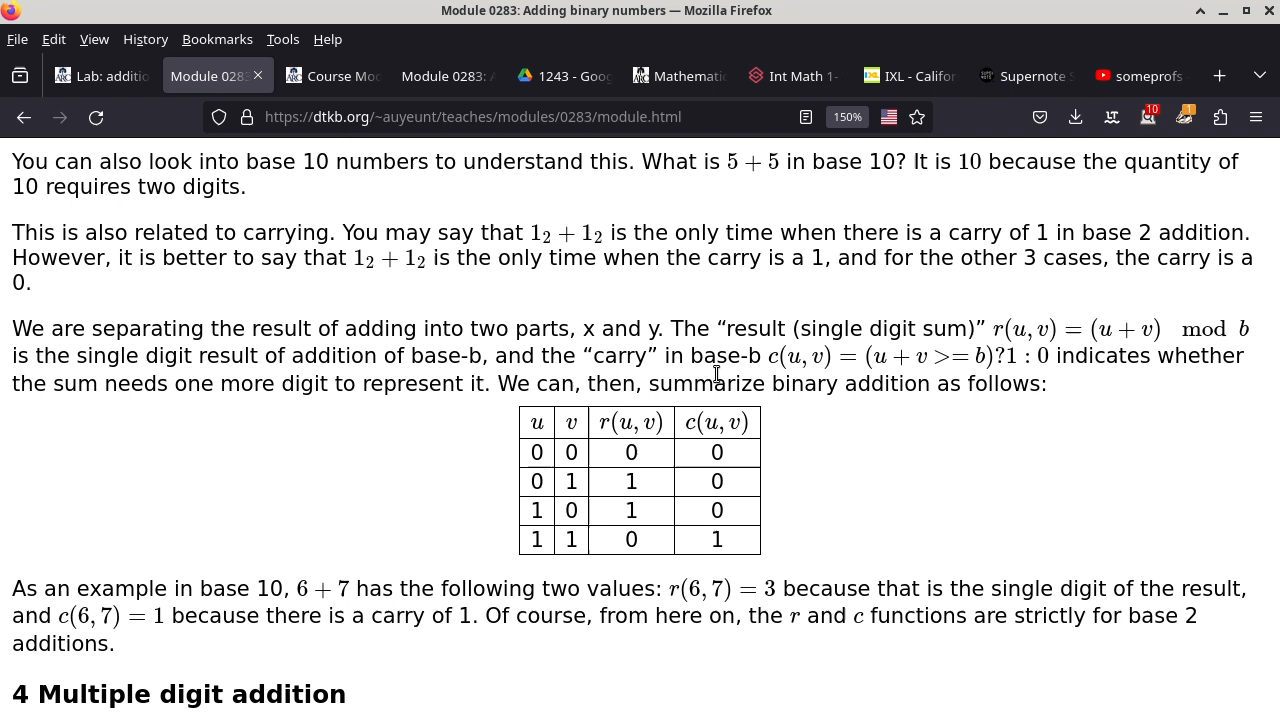 Module 0283: Adding binary numbers — Mozilla Firefox
File Edit View History Bookmarks Tools Help
Lab: additio Module 0283 Course Mod Module 0283: A 1243 - Goog Mathemati Int Math 1- IXL - Califor Supernote S someprofs -
https://dtkb.org/~auyeunt/teaches/modules/0283/module.html 150% 10 1
You can also look into base 10 numbers to understand this. What is 5 + 5 in base 10? It is 10 because the quantity of
10 requires two digits.
This is also related to carrying. You may say that 1₂ + 1₂ is the only time when there is a carry of 1 in base 2 addition.
However, it is better to say that 1₂ + 1₂ is the only time when the carry is a 1, and for the other 3 cases, the carry is a
0.
We are separating the result of adding into two parts, x and y. The “result (single digit sum)” r(u, v) = (u + v) mod b
is the single digit result of addition of base-b, and the “carry” in base-b c(u, v) = (u + v >= b)?1 : 0 indicates whether
the sum needs one more digit to represent it. We can, then, summarize binary addition as follows:
u v r(u, v) c(u, v)
0 0 0 0
0 1 1 0
1 0 1 0
1 1 0 1
As an example in base 10, 6 + 7 has the following two values: r(6, 7) = 3 because that is the single digit of the result,
and c(6, 7) = 1 because there is a carry of 1. Of course, from here on, the r and c functions are strictly for base 2
additions.
4 Multiple digit addition